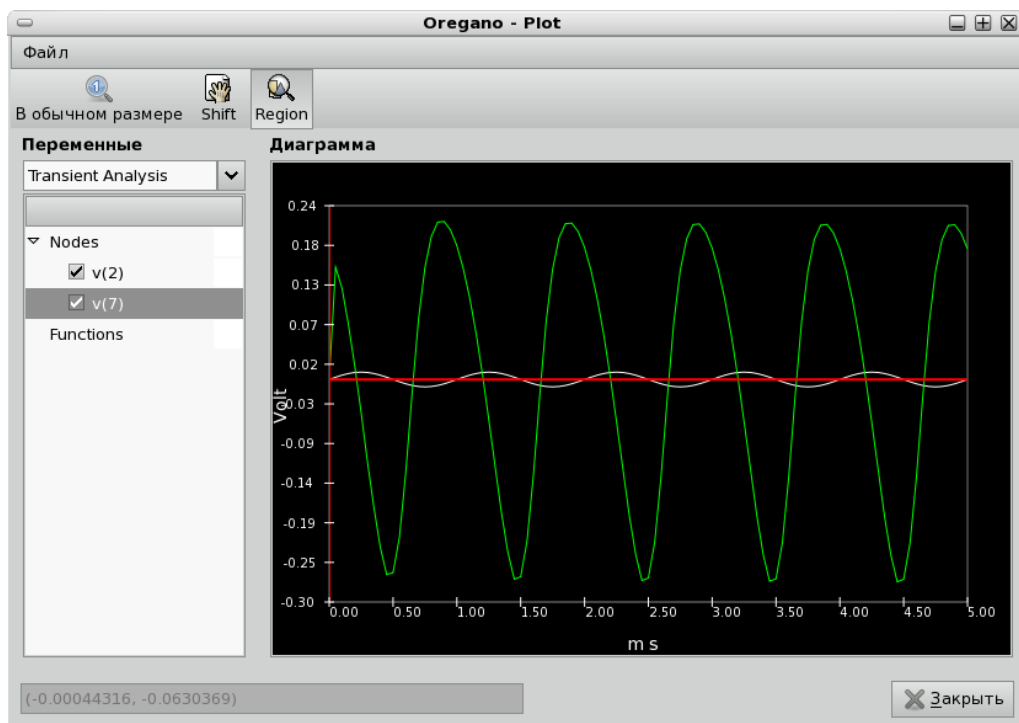 Oregano - Plot
Файл
В обычном размере Shift Region
Переменные
Диаграмма
Transient Analysis
Nodes
v(2)
v(7)
Functions
0.24
0.18
0.13
0.07
0.02
-0.03
-0.09
-0.14
-0.19
-0.25
-0.30
Volt
0.00 0.50 1.00 1.50 2.00 2.50 3.00 3.50 4.00 4.50 5.00
m s
(-0.00044316, -0.0630369)
Закрыть